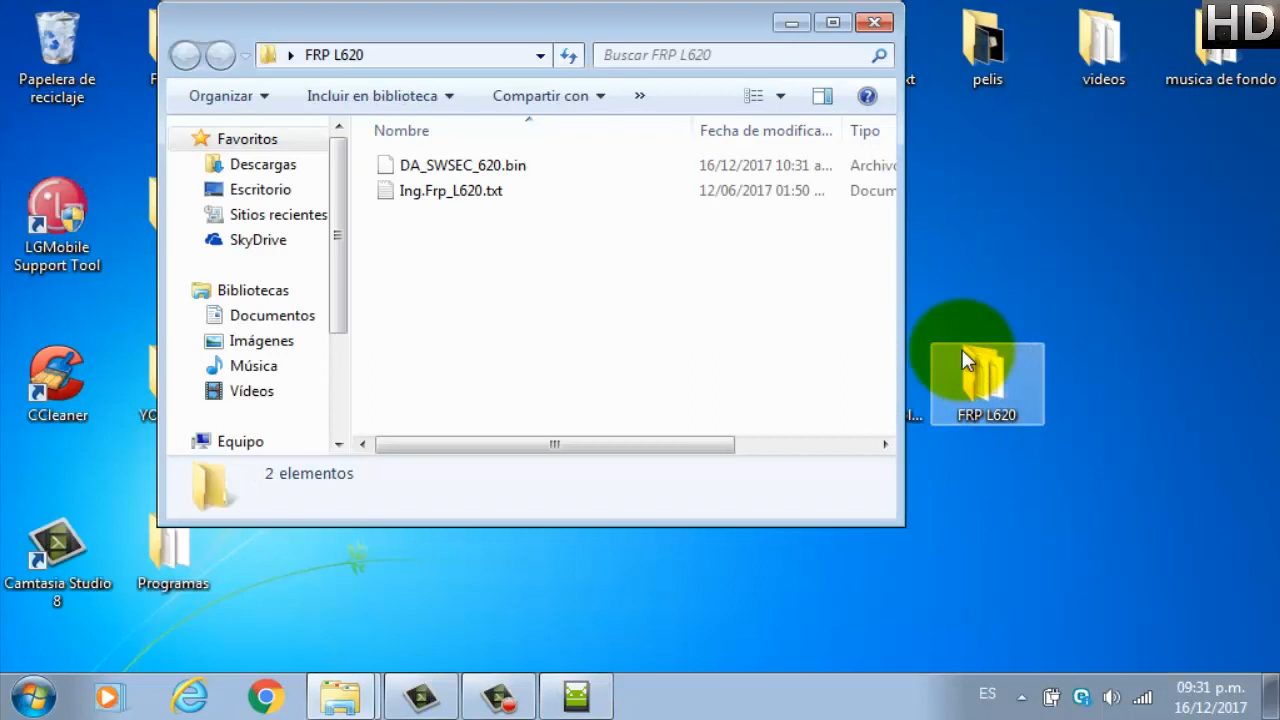 HD
Papelera de
reciclaje
pelis
videos
musica de fondo
FRP L620
Buscar FRP L620
Organizar
Incluir en biblioteca
Compartir con
»
Nombre
Fecha de modifica...
Tipo
Favoritos
Descargas
Escritorio
Sitios recientes
SkyDrive
Bibliotecas
Documentos
Imágenes
Música
Vídeos
Equipo
DA_SWSEC_620.bin
16/12/2017 10:31 a...
Archivo
Ing.Frp_L620.txt
12/06/2017 01:50 ...
Docum
2 elementos
LGMobile
Support Tool
CCleaner
YO
FRP L620
Camtasia Studio
8
Programas
ES
09:31 p.m.
16/12/2017